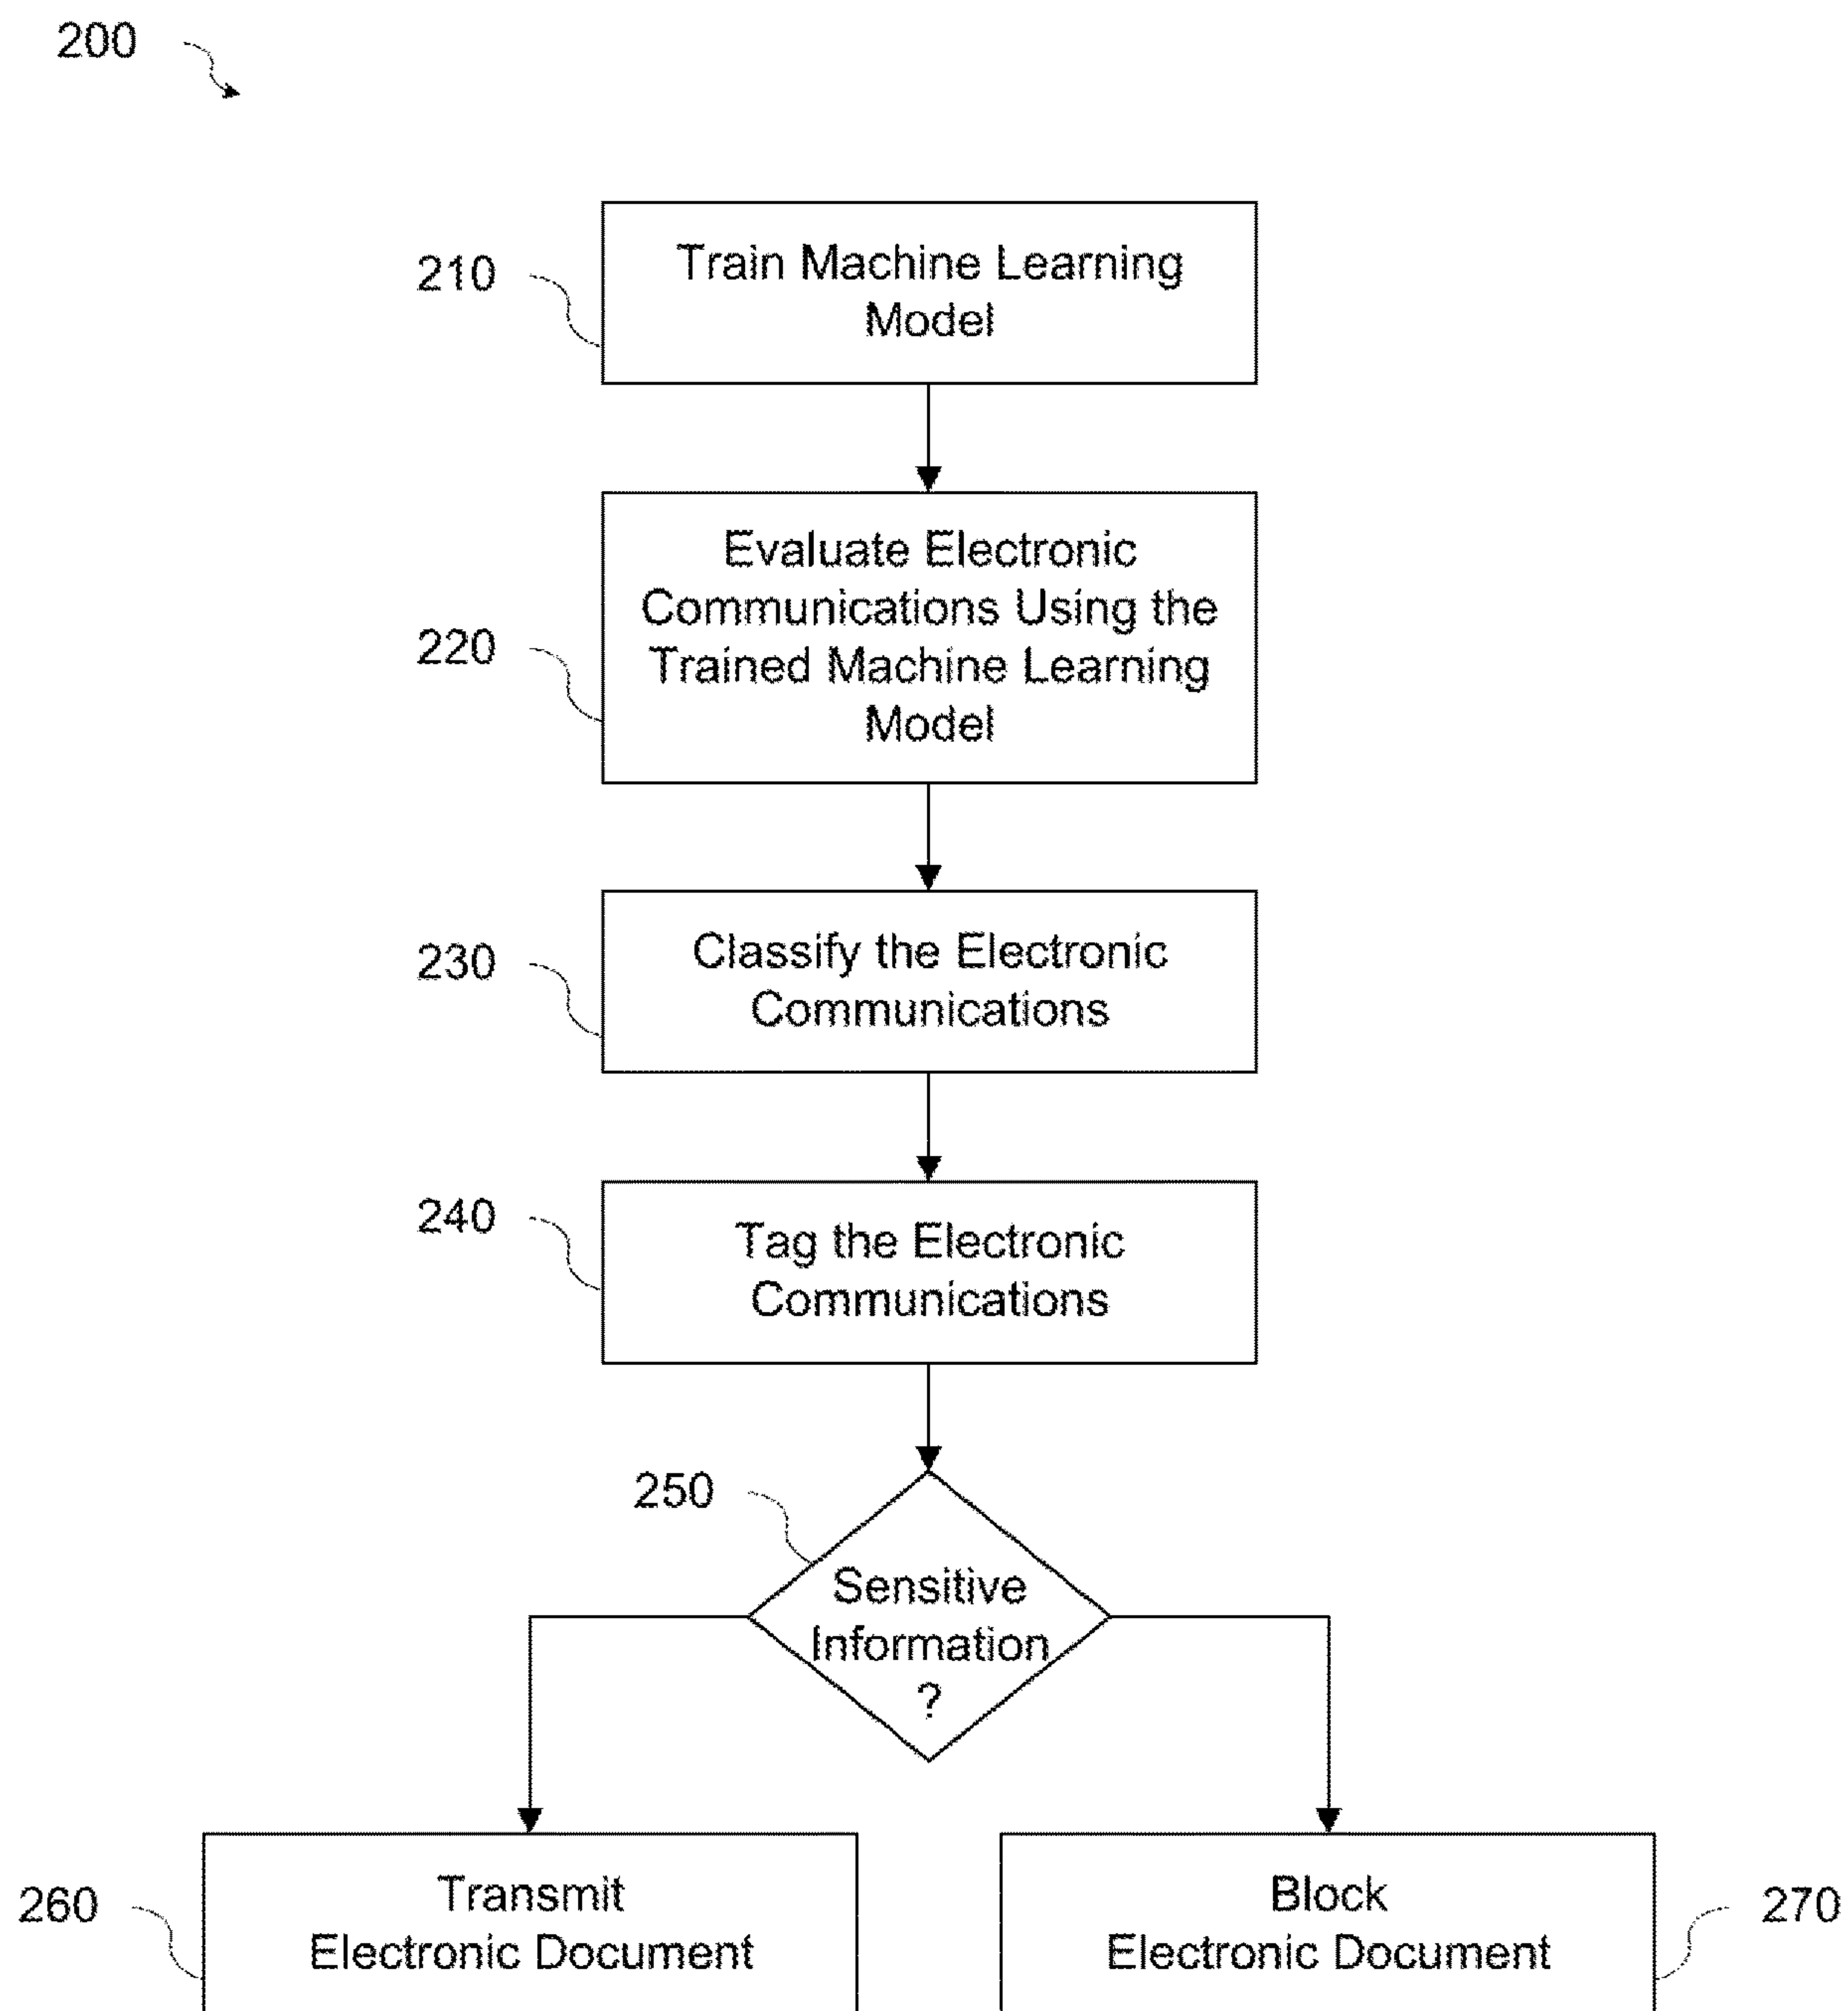 200
210
Train Machine Learning
Model
220
Evaluate Electronic
Communications Using the
Trained Machine Learning
Model
230
Classify the Electronic
Communications
240
Tag the Electronic
Communications
250
Sensitive
Information
?
260
Transmit
Electronic Document
Block
Electronic Document
270